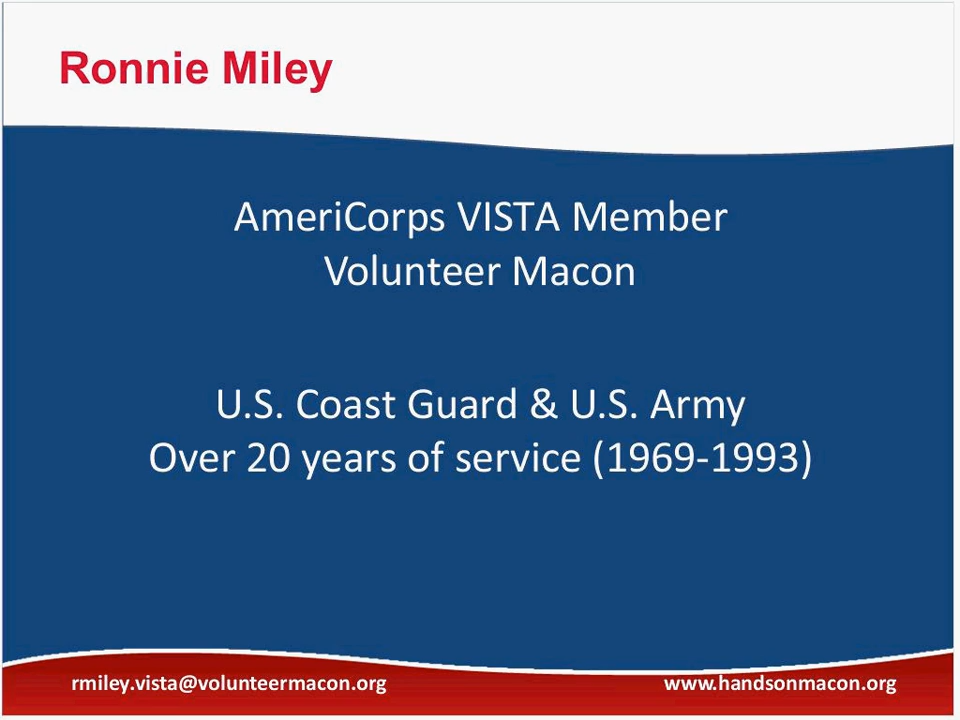 Ronnie Miley
AmeriCorps VISTA Member
Volunteer Macon
U.S. Coast Guard & U.S. Army
Over 20 years of service (1969-1993)
rmiley.vista@volunteermacon.org
www.handsonmacon.org